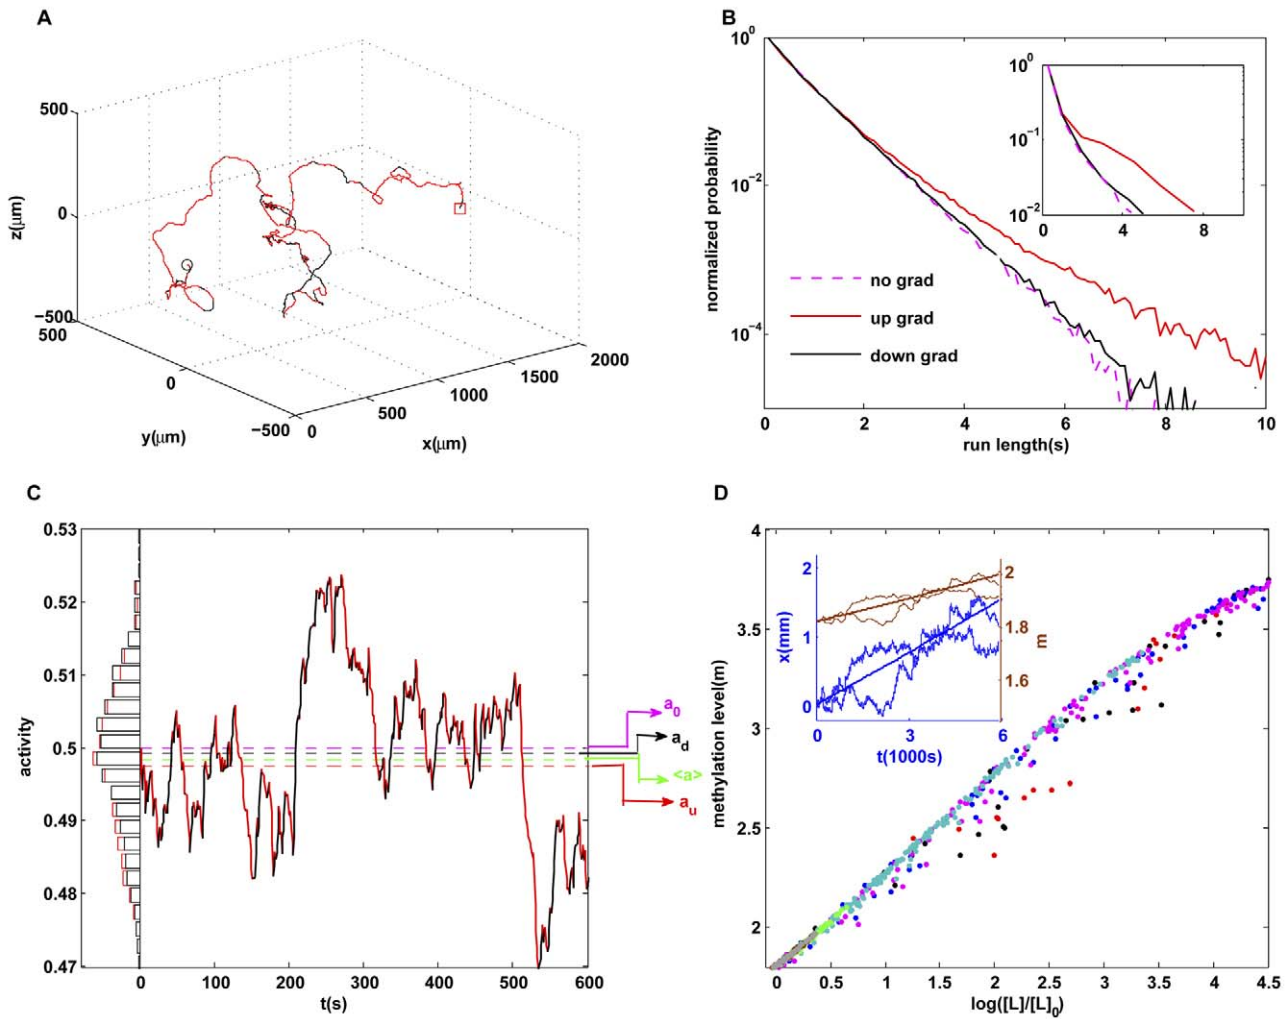 A
500
0
−500
z(μm)
500
0
−500
y(μm)
0
500
1000
1500
2000
x(μm)
B
10^0
10^-2
10^-4
normalized probability
10^0
10^-1
10^-2
0 4 8
no grad
up grad
down grad
0 2 4 6 8 10
run length(s)
C
0.53
0.52
0.51
0.5
0.49
0.48
0.47
activity
a_0
a_d
<a>
a_u
0 100 200 300 400 500 600
t(s)
D
4
3.5
3
2.5
2
methylation level(m)
2
1
0
x(mm)
2
1.8
1.6
m
0 3 6
t(1000s)
0 0.5 1 1.5 2 2.5 3 3.5 4 4.5
log([L]/[L]_0)